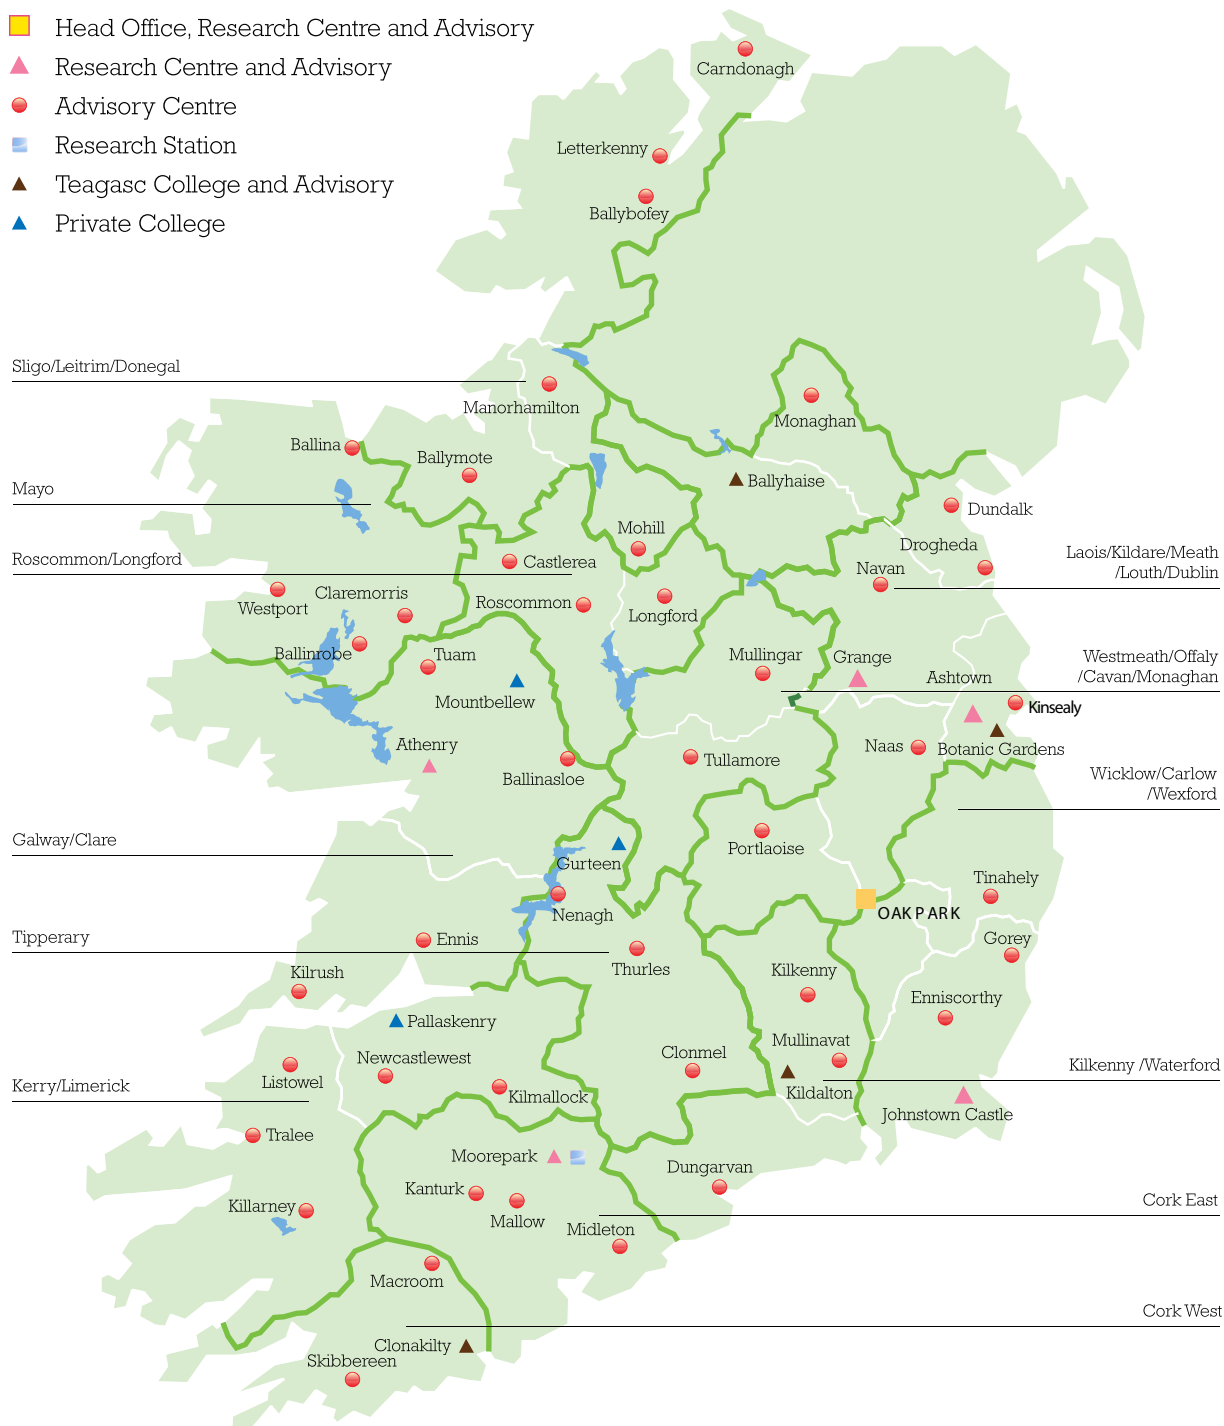 Head Office, Research Centre and Advisory
Research Centre and Advisory
Advisory Centre
Research Station
Teagasc College and Advisory
Private College
Carndonagh
Letterkenny
Ballybofey
Sligo/Leitrim/Donegal
Manorhamilton
Monaghan
Ballina
Ballymote
Ballyhaise
Mayo
Dundalk
Mohill
Drogheda
Roscommon/Longford
Castlerea
Navan
Laois/Kildare/Meath
/Louth/Dublin
Westport
Claremorris
Roscommon
Longford
Ballinrobe
Tuam
Mullingar
Grange
Westmeath/Offaly
/Cavan/Monaghan
Ashtown
Mountbellew
Kinsealy
Athenry
Naas
Botanic Gardens
Tullamore
Ballinasloe
Wicklow/Carlow
/Wexford
Galway/Clare
Gurteen
Portlaoise
Tinahely
Nenagh
OAK PARK
Tipperary
Ennis
Gorey
Kilrush
Thurles
Kilkenny
Enniscorthy
Pallaskenry
Mullinavat
Newcastlewest
Clonmel
Kilkenny /Waterford
Kerry/Limerick
Listowel
Kilmallock
Kildalton
Johnstown Castle
Tralee
Moorepark
Dungarvan
Kanturk
Cork East
Killarney
Mallow
Midleton
Macroom
Cork West
Clonakilty
Skibbereen